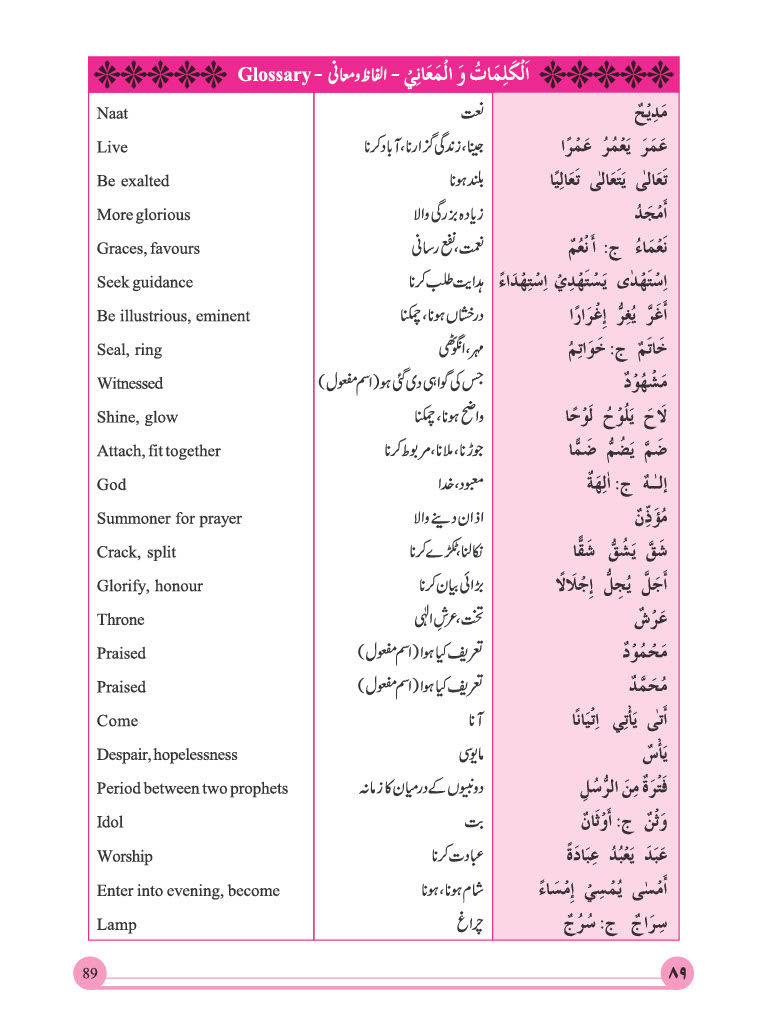 اَلْكَلِمَاتُ وَ الْمَعَانِيْ - الفاظ ومعانی - Glossary
Naat نعت مَدِيْحٌ
Live جینا، زندگی گزارنا، آباد کرنا عَمَرَ يَعْمُرُ عَمْرًا
Be exalted بلند ہونا تَعَالٰى يَتَعَالٰى تَعَالِيًا
More glorious زیادہ بزرگی والا أَمْجَدُ
Graces, favours نعمت، نفع رسانی نَعْمَاءُ ج: أَنْعُمٌ
Seek guidance ہدایت طلب کرنا اِسْتَهْدٰى يَسْتَهْدِيْ اِسْتِهْدَاءً
Be illustrious, eminent درخشاں ہونا، چمکنا أَغَرَّ يُغِرُّ إِغْرَارًا
Seal, ring مہر، انگوٹھی خَاتَمٌ ج: خَوَاتِمُ
Witnessed جس کی گواہی دی گئی ہو (اسم مفعول) مَشْهُوْدٌ
Shine, glow واضح ہونا، چمکنا لَاحَ يَلُوْحُ لَوْحًا
Attach, fit together جوڑنا، ملانا، مربوط کرنا ضَمَّ يَضُمُّ ضَمًّا
God معبود، خدا إلـٰـهٌ ج: اٰلِهَةٌ
Summoner for prayer اذان دینے والا مُؤَذِّنٌ
Crack, split نکالنا، ٹکڑے کرنا شَقَّ يَشُقُّ شَقًّا
Glorify, honour بڑائی بیان کرنا أَجَلَّ يُجِلُّ إِجْلَالًا
Throne تخت، عرشِ الٰہی عَرْشٌ
Praised تعریف کیا ہوا (اسم مفعول) مَحْمُوْدٌ
Praised تعریف کیا ہوا (اسم مفعول) مُحَمَّدٌ
Come آنا أَتٰى يَأْتِي اِتْيَانًا
Despair, hopelessness مایوسی يَأْسٌ
Period between two prophets دو نبیوں کے درمیان کا زمانہ فَتْرَةٌ مِنَ الرُّسُلِ
Idol بت وَثْنٌ ج: أَوْثَانٌ
Worship عبادت کرنا عَبَدَ يَعْبُدُ عِبَادَةً
Enter into evening, become شام ہونا، ہونا أَمْسٰى يُمْسِيْ إِمْسَاءً
Lamp چراغ سِرَاجٌ ج: سُرُجٌ
89 ٨٩